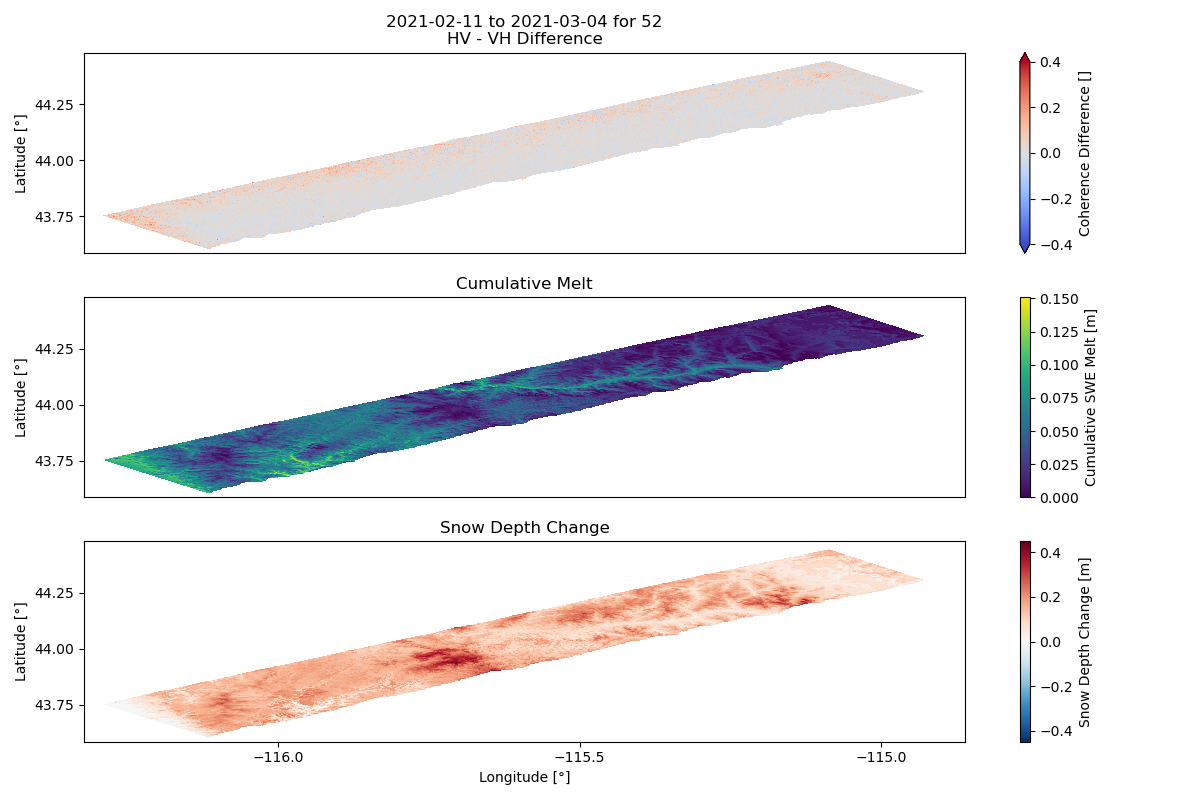 2021-02-11 to 2021-03-04 for 52
HV - VH Difference
44.25
44.00
43.75
Latitude [°]
0.4
0.2
0.0
−0.2
−0.4
Coherence Difference []
Cumulative Melt
44.25
44.00
43.75
Latitude [°]
0.150
0.125
0.100
0.075
0.050
0.025
0.000
Cumulative SWE Melt [m]
Snow Depth Change
44.25
44.00
43.75
Latitude [°]
−116.0
−115.5
−115.0
Longitude [°]
0.4
0.2
0.0
−0.2
−0.4
Snow Depth Change [m]